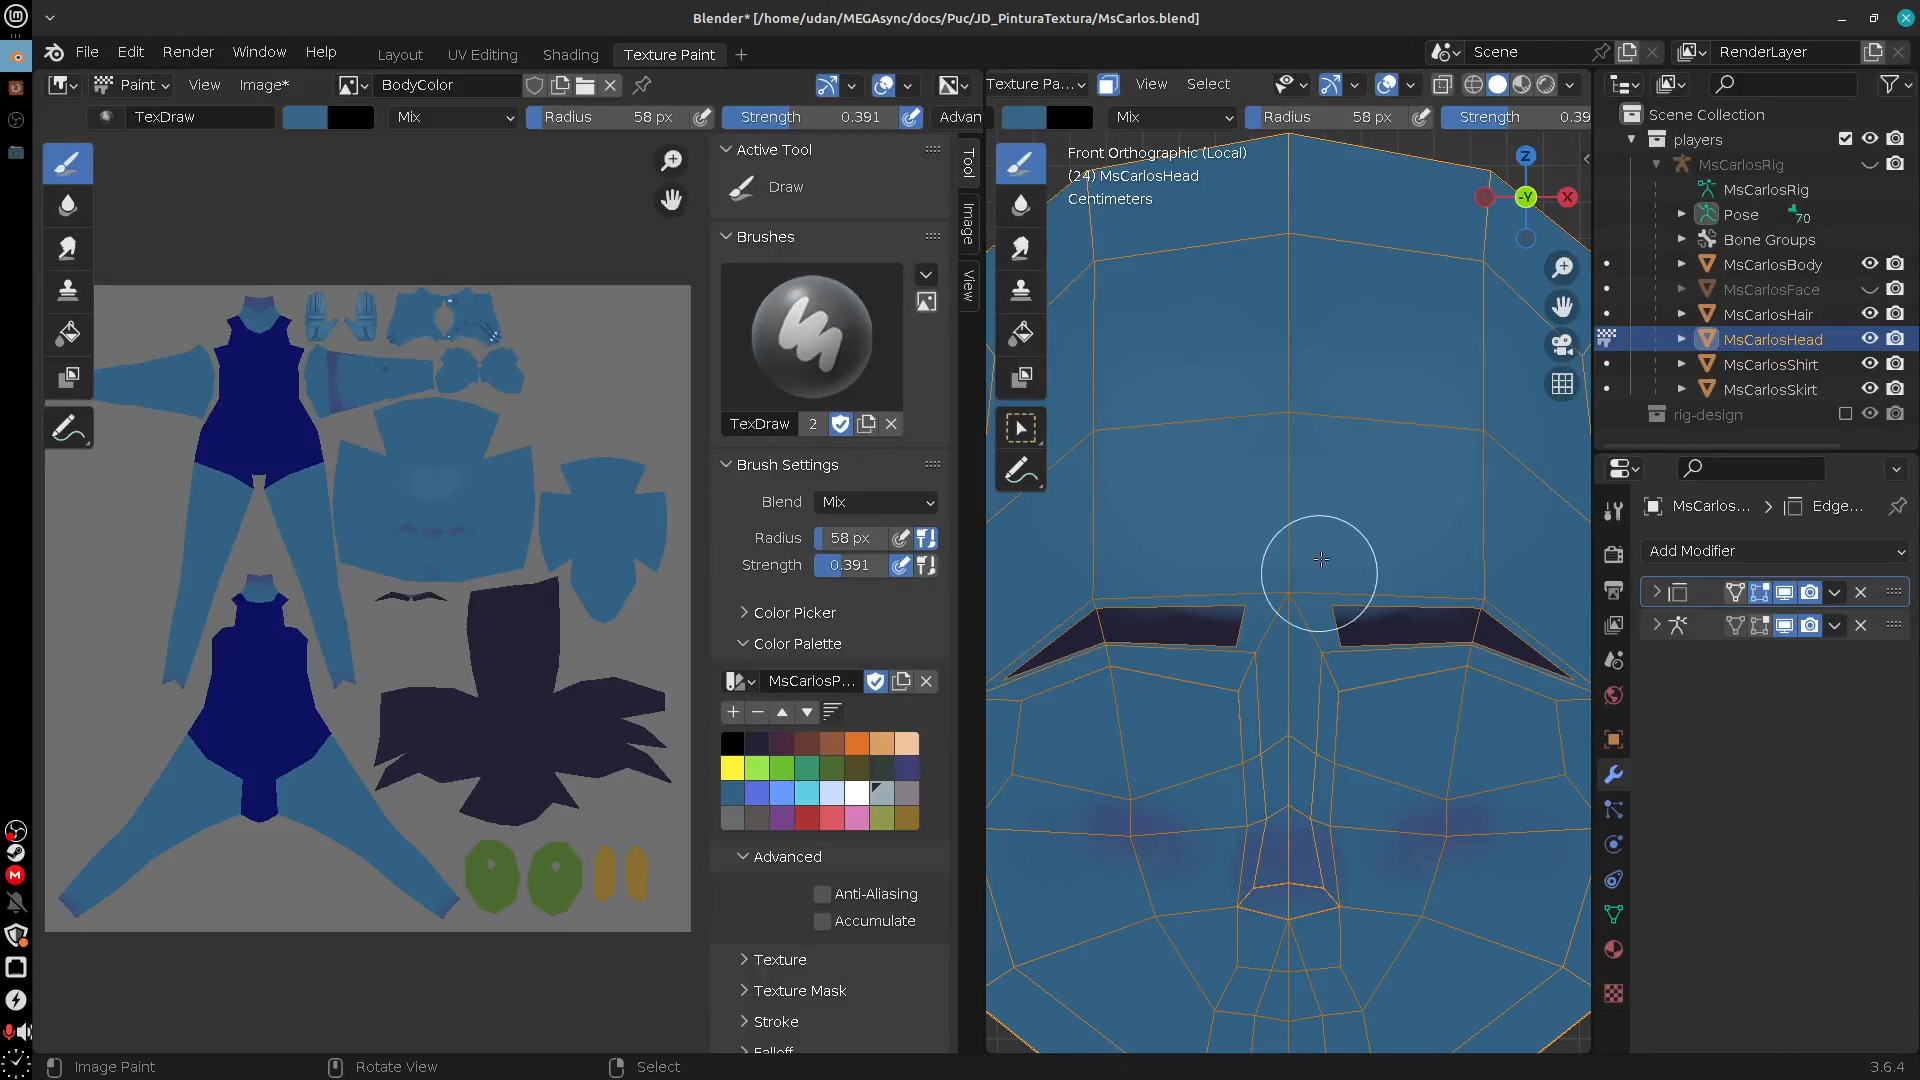 Blender* [/home/udan/MEGAsync/docs/Puc/JD_PinturaTextura/MsCarlos.blend]
File Edit Render Window Help Layout UV Editing Shading Texture Paint + Scene RenderLayer
Paint View Image* BodyColor Texture Pa... View Select
TexDraw Mix Radius 58 px Strength 0.391 Advan Mix Radius 58 px Strength 0.39
Active Tool
Draw
Brushes
TexDraw 2
Brush Settings
Blend Mix
Radius 58 px
Strength 0.391
Color Picker
Color Palette
MsCarlosP...
Advanced
Anti-Aliasing
Accumulate
Texture
Texture Mask
Stroke
Falloff
Tool
Image
View
Front Orthographic (Local)
(24) MsCarlosHead
Centimeters
Z
-Y
X
Scene Collection
players
MsCarlosRig
MsCarlosRig
Pose 70
Bone Groups
MsCarlosBody
MsCarlosFace
MsCarlosHair
MsCarlosHead
MsCarlosShirt
MsCarlosSkirt
rig-design
MsCarlos... Edge...
Add Modifier
Image Paint Rotate View Select 3.6.4